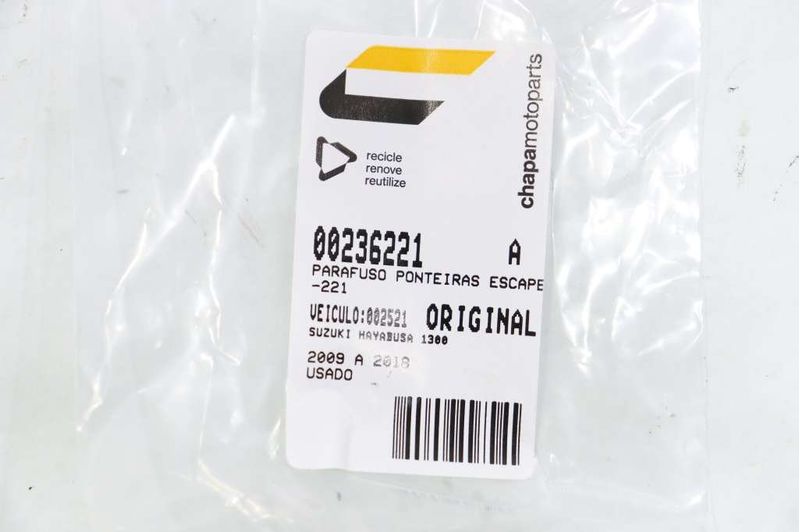 chapamotoparts
recicle
renove
reutilize
00236221 A
PARAFUSO PONTEIRAS ESCAPE
-221
VEICULO:002521 ORIGINAL
SUZUKI HAYABUSA 1300
2009 A 2018
USADO